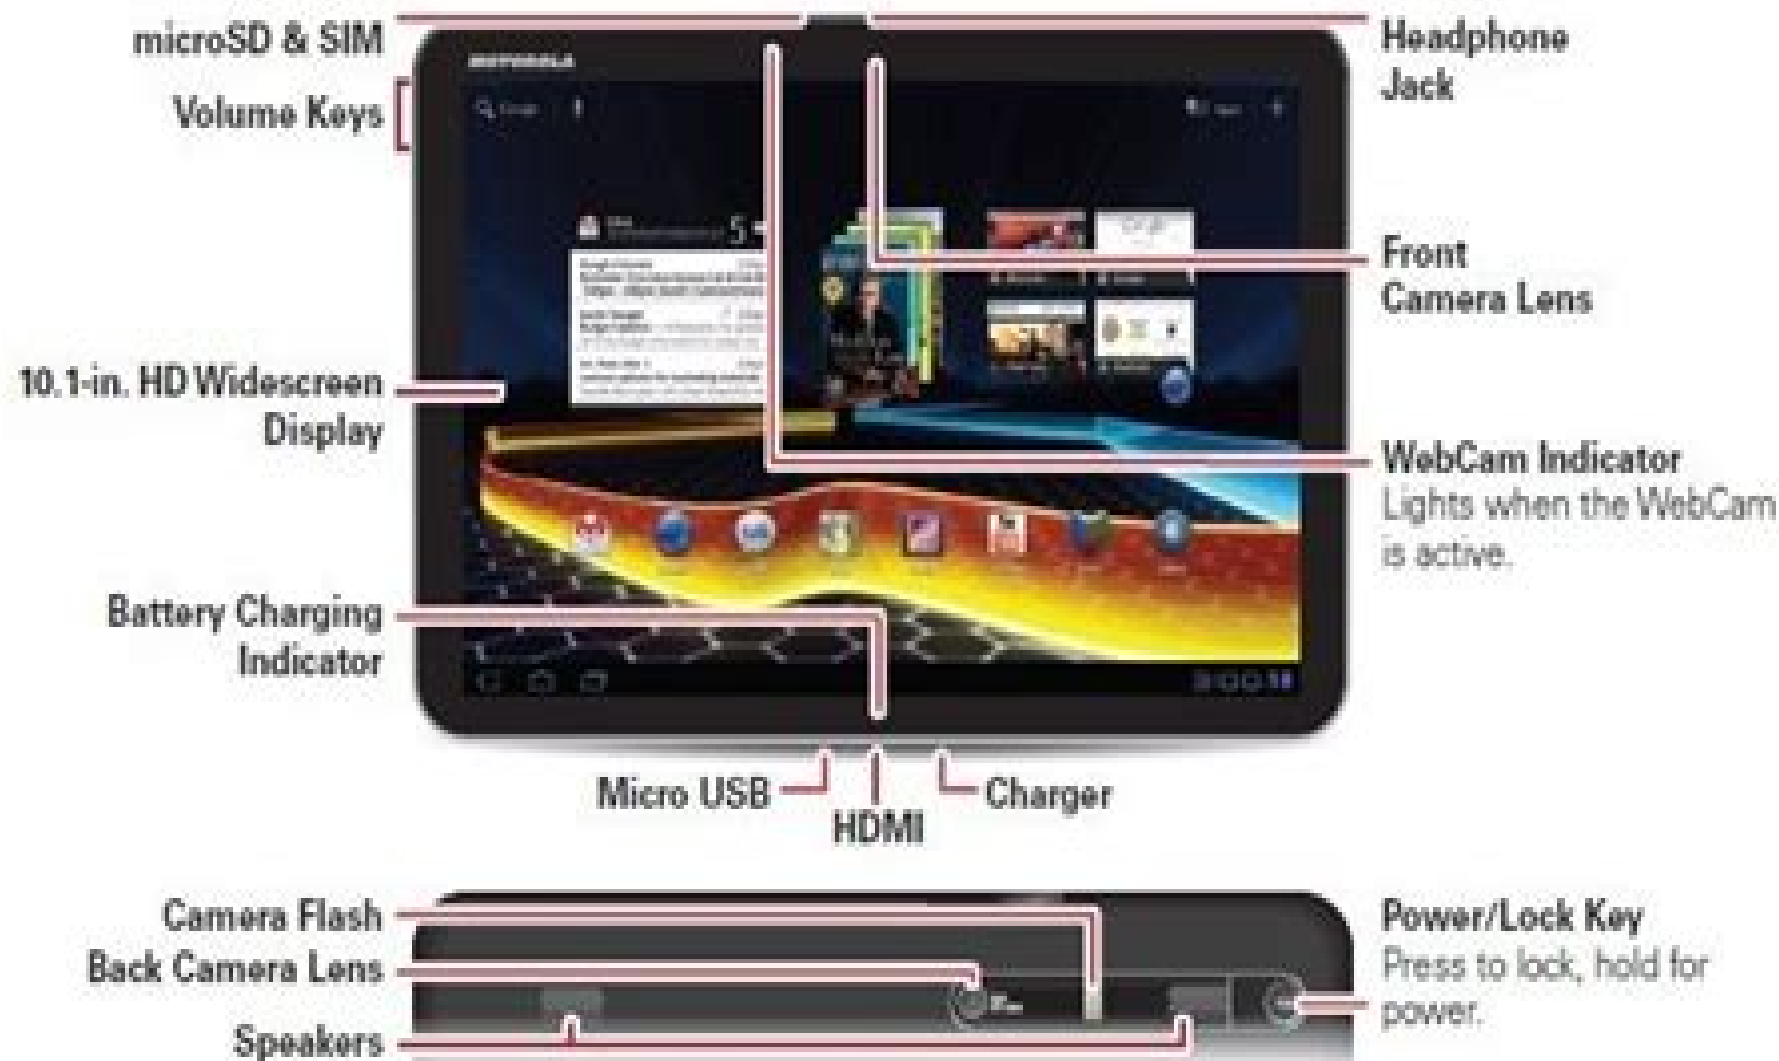 microSD & SIM
Headphone
Jack
Volume Keys
MOTOROLA
5
Front
Camera Lens
10.1-in. HD Widescreen
Display
WebCam Indicator
Lights when the WebCam
is active.
Battery Charging
Indicator
Micro USB
HDMI
Charger
Camera Flash
Back Camera Lens
Speakers
Power/Lock Key
Press to lock, hold for
power.